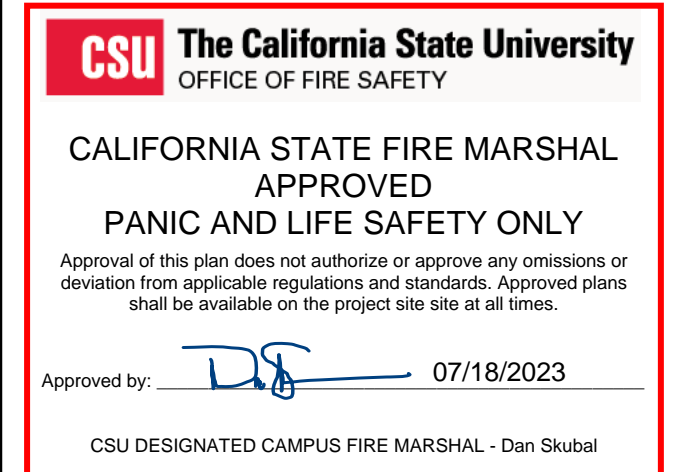 CSU The California State University
OFFICE OF FIRE SAFETY
CALIFORNIA STATE FIRE MARSHAL
APPROVED
PANIC AND LIFE SAFETY ONLY
Approval of this plan does not authorize or approve any omissions or
deviation from applicable regulations and standards. Approved plans
shall be available on the project site site at all times.
Approved by: 07/18/2023
CSU DESIGNATED CAMPUS FIRE MARSHAL - Dan Skubal